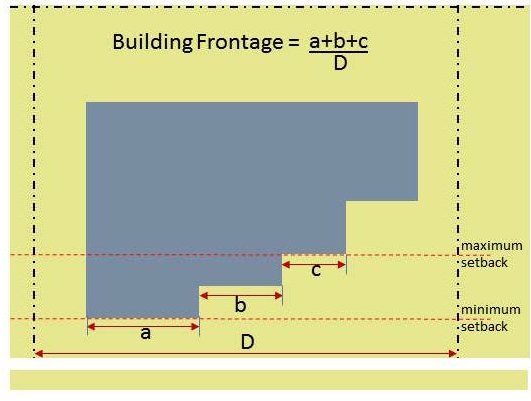 Building Frontage = a+b+c
D
maximum
setback
c
b
minimum
setback
a
D